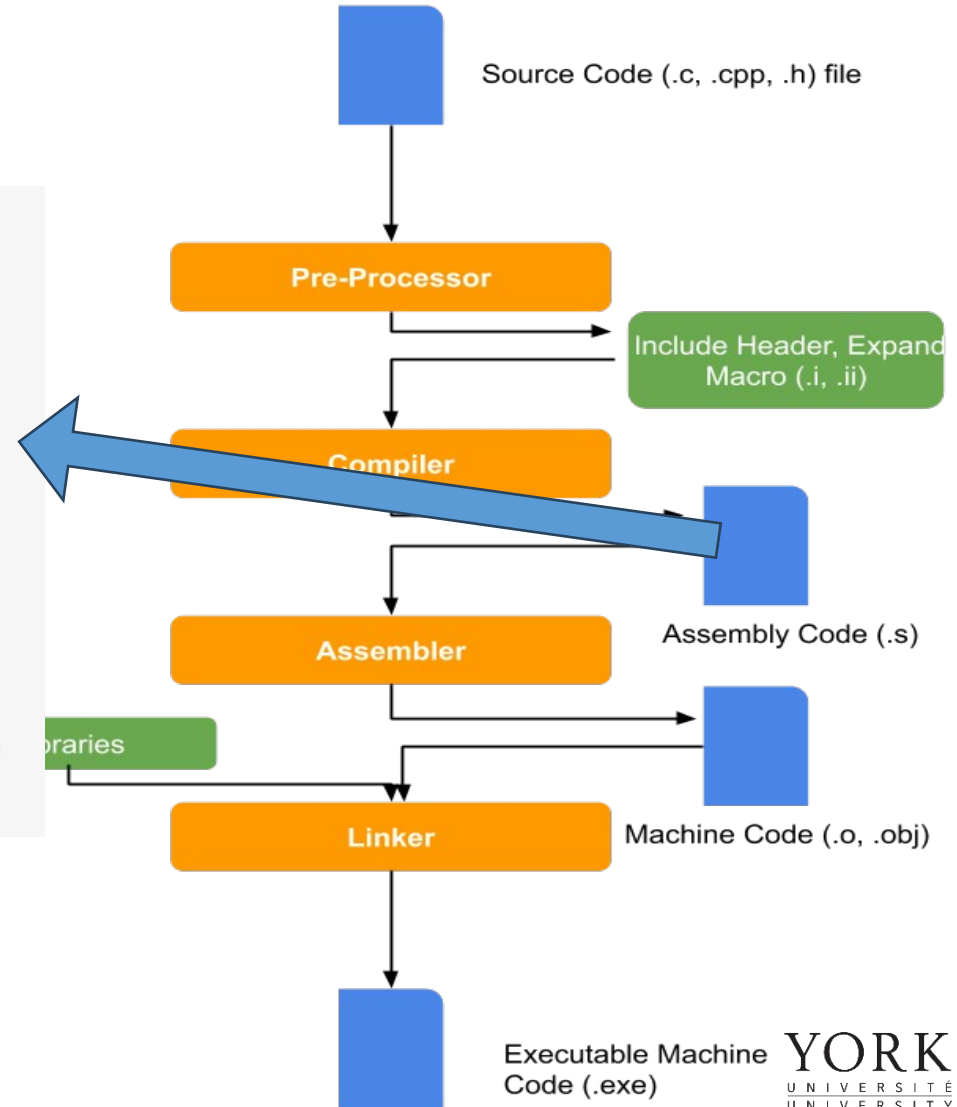 Source Code (.c, .cpp, .h) file
Pre-Processor
Include Header, Expand
Macro (.i, .ii)
Compiler
Assembly Code (.s)
Assembler
braries
Machine Code (.o, .obj)
Linker
Executable Machine
Code (.exe)
YORK
UNIVERSITÉ
UNIVERSITY